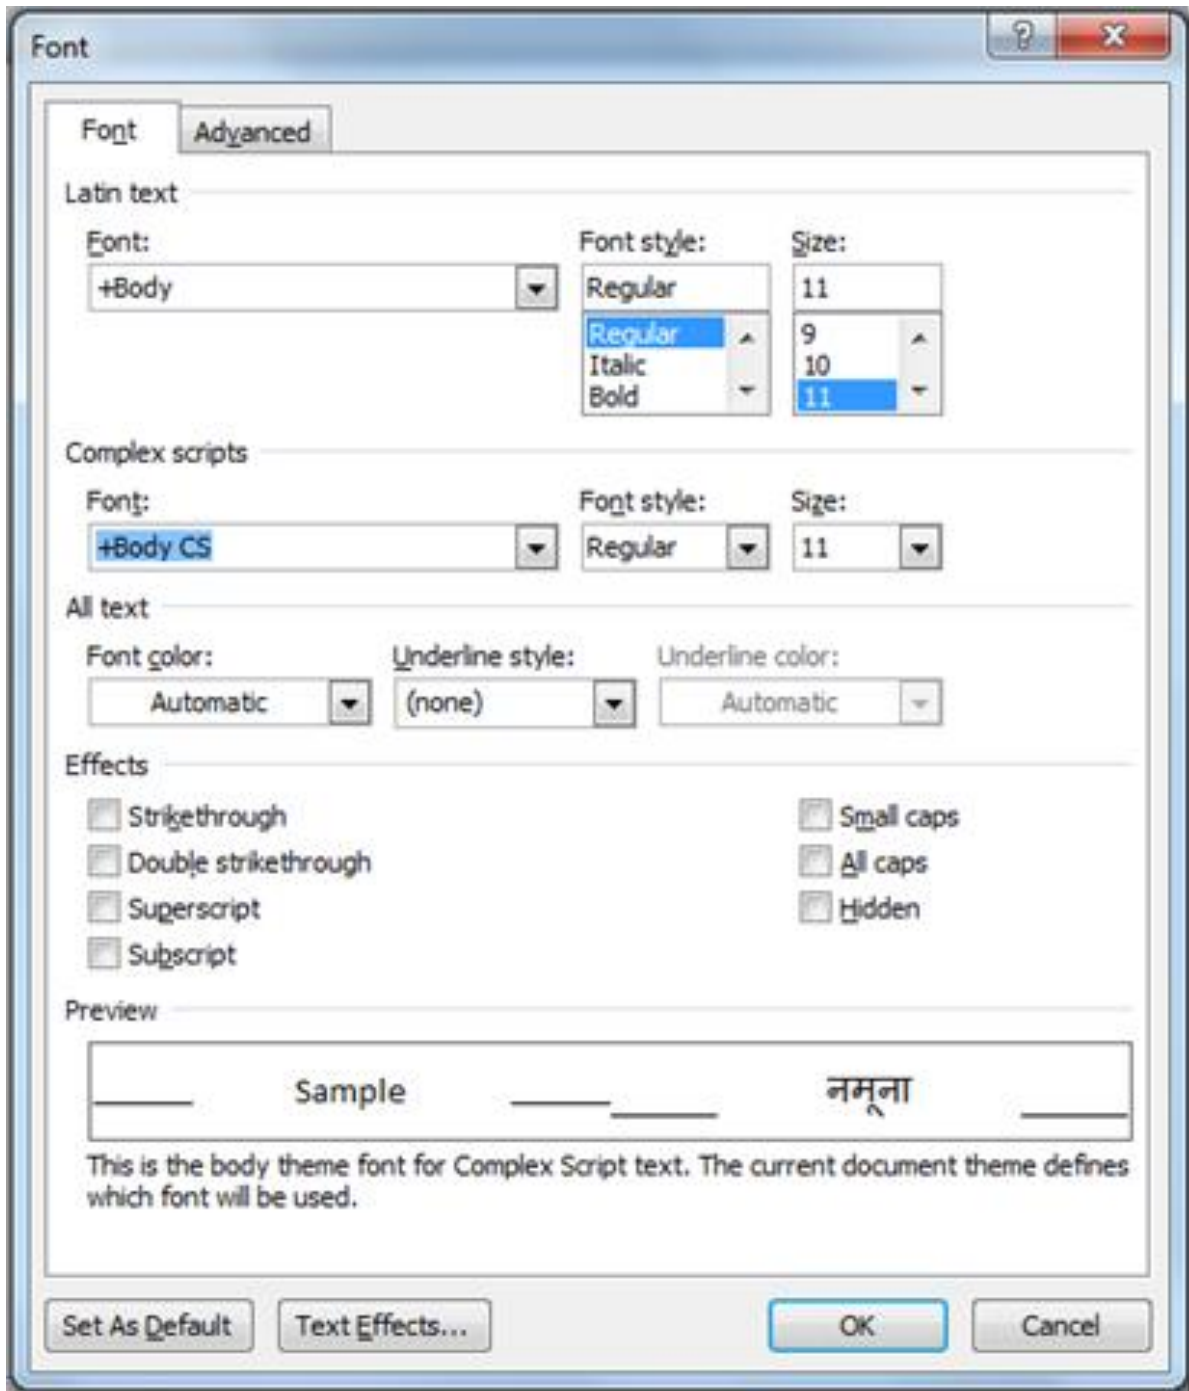 Font
Font Advanced
Latin text
Font: Font style: Size:
+Body Regular 11
Regular 9
Italic 10
Bold 11
Complex scripts
Font: Font style: Size:
+Body CS Regular 11
All text
Font color: Underline style: Underline color:
Automatic (none) Automatic
Effects
Strikethrough Small caps
Double strikethrough All caps
Superscript Hidden
Subscript
Preview
Sample नमूना
This is the body theme font for Complex Script text. The current document theme defines
which font will be used.
Set As Default Text Effects... OK Cancel